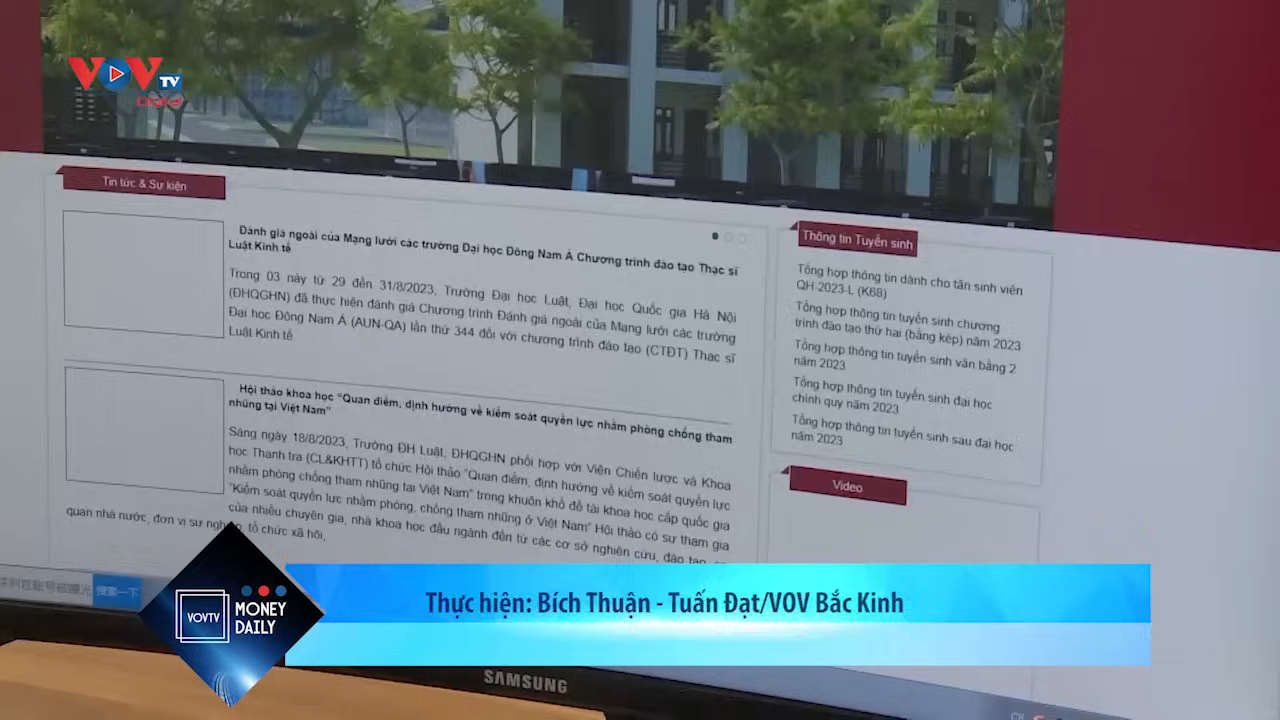 VOV TV
Digital
Tin tức & Sự kiện
Đánh giá ngoài của Mạng lưới các trường Đại học Đông Nam Á Chương trình đào tạo Thạc sĩ
Luật Kinh tế
Trong 03 này từ 29 đến 31/8/2023, Trường Đại học Luật, Đại học Quốc gia Hà Nội
(ĐHQGHN) đã thực hiện đánh giá Chương trình Đánh giá ngoài của Mạng lưới các trường
Đại học Đông Nam Á (AUN-QA) lần thứ 344 đối với chương trình đào tạo (CTĐT) Thạc sĩ
Luật Kinh tế
Hội thảo khoa học "Quan điểm, định hướng về kiểm soát quyền lực nhằm phòng chống tham
nhũng tại Việt Nam"
Sáng ngày 18/8/2023, Trường ĐH Luật, ĐHQGHN phối hợp với Viện Chiến lược và Khoa
học Thanh tra (CL&KHTT) tổ chức Hội thảo "Quan điểm, định hướng về kiểm soát quyền lực
nhằm phòng chống tham nhũng tại Việt Nam" trong khuôn khổ đề tài khoa học cấp quốc gia
"Kiểm soát quyền lực nhằm phòng, chống tham nhũng ở Việt Nam" Hội thảo có sự tham gia
của nhiều chuyên gia, nhà khoa học đầu ngành đến từ các cơ sở nghiên cứu, đào tạo,
quan nhà nước, đơn vị sự nghiệp, tổ chức xã hội,
Thông tin Tuyển sinh
Tổng hợp thông tin dành cho tân sinh viên
QH-2023-L (K68)
Tổng hợp thông tin tuyển sinh chương
trình đào tạo thứ hai (bằng kép) năm 2023
Tổng hợp thông tin tuyển sinh văn bằng 2
năm 2023
Tổng hợp thông tin tuyển sinh đại học
chính quy năm 2023
Tổng hợp thông tin tuyển sinh sau đại học
năm 2023
Video
搜索一下
VOVTV
MONEY
DAILY
Thực hiện: Bích Thuận - Tuấn Đạt/VOV Bắc Kinh
SAMSUNG
CH